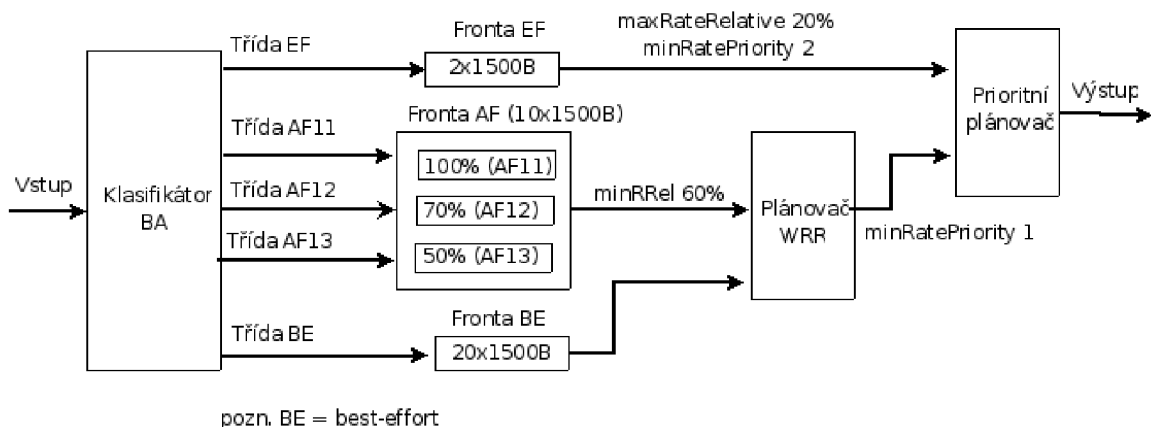 Vstup
Klasifikátor
BA
Třída EF
Třída AF11
Třída AF12
Třída AF13
Třída BE
Fronta EF
2x1500B
Fronta AF (10x1500B)
100% (AF11)
70% (AF12)
50% (AF13)
Fronta BE
20x1500B
maxRateRelative 20%
minRatePriority 2
minRRel 60%
Plánovač
WRR
minRatePriority 1
Prioritní
plánovač
Výstup
pozn. BE = best-effort